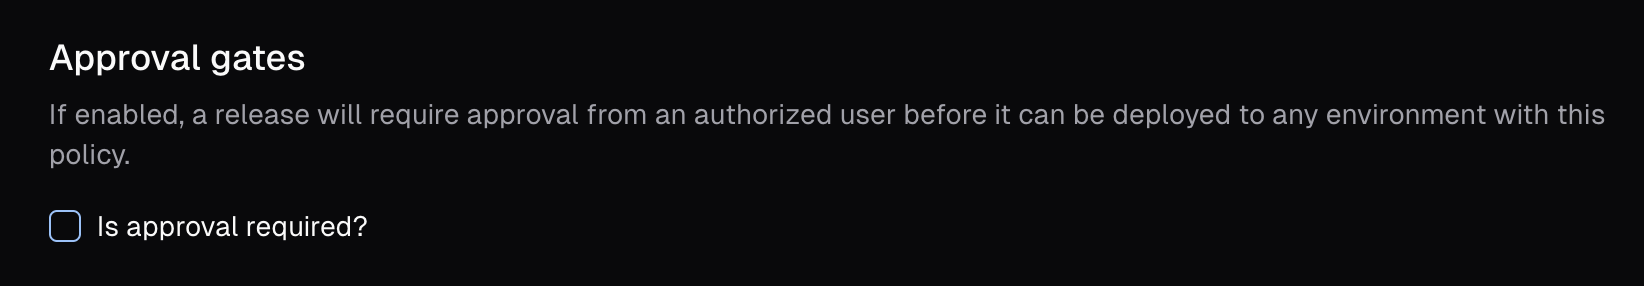 Approval gates
If enabled, a release will require approval from an authorized user before it can be deployed to any environment with this
policy.
Is approval required?